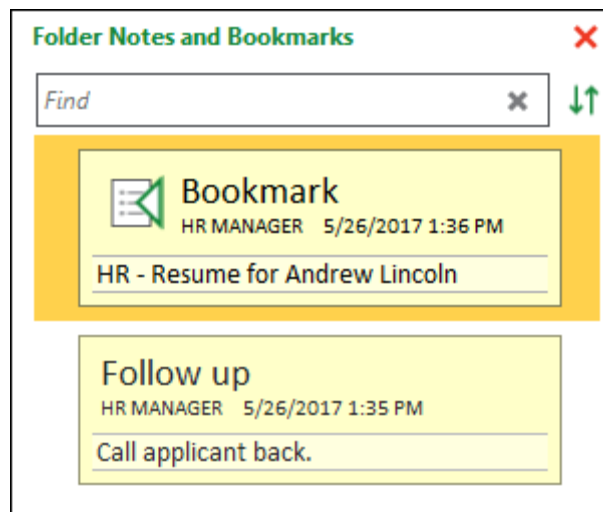 Folder Notes and Bookmarks
Find
Bookmark
HR MANAGER 5/26/2017 1:36 PM
HR - Resume for Andrew Lincoln
Follow up
HR MANAGER 5/26/2017 1:35 PM
Call applicant back.